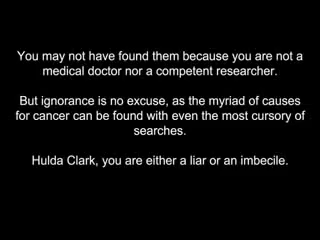 You may not have found them because you are not a
medical doctor nor a competent researcher.
But ignorance is no excuse, as the myriad of causes
for cancer can be found with even the most cursory of
searches.
Hulda Clark, you are either a liar or an imbecile.